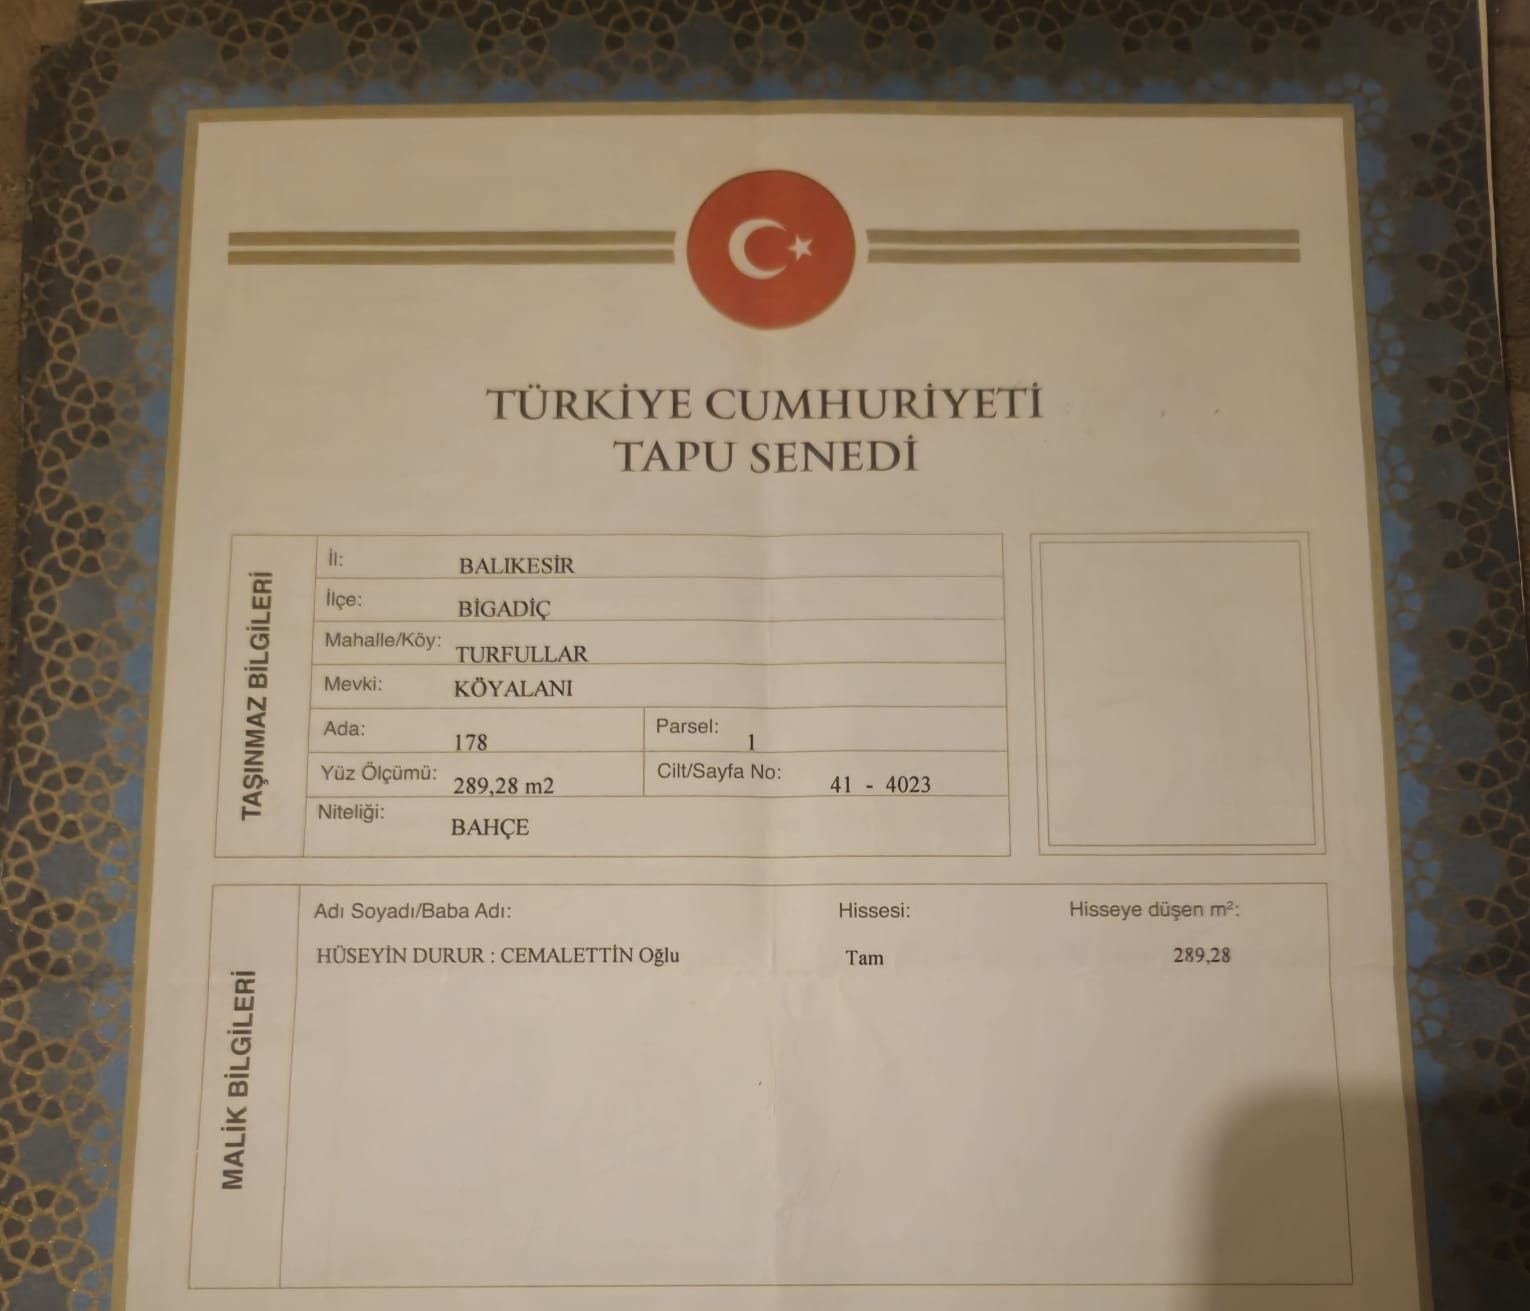 TÜRKİYE CUMHURİYETİ
TAPU SENEDİ
TAŞINMAZ BİLGİLERİ
İl: BALIKESİR
İlçe: BİGADİÇ
Mahalle/Köy: TURFULLAR
Mevki: KÖYALANI
Ada: 178 Parsel: 1
Yüz Ölçümü: 289,28 m2 Cilt/Sayfa No: 41 - 4023
Niteliği: BAHÇE
MALİK BİLGİLERİ
Adı Soyadı/Baba Adı: Hissesi: Hisseye düşen m²:
HÜSEYİN DURUR : CEMALETTİN Oğlu Tam 289,28